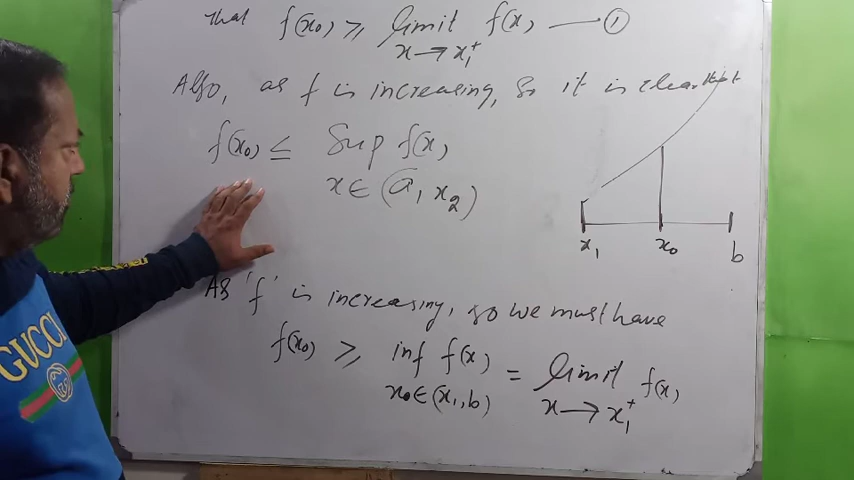 That f(x₀) ⩾ limit f(x) —— ①
x → x₁⁺
Also, as f is increasing, so it is clear that
f(x₀) ≤ Sup f(x)
x ∈ (a, x₂)
x₁ x₀ b
As 'f' is increasing, so we must have
f(x₀) ⩾ inf f(x) = limit f(x)
x₀ ∈ (x₁, b) x → x₁⁺
GUCCI